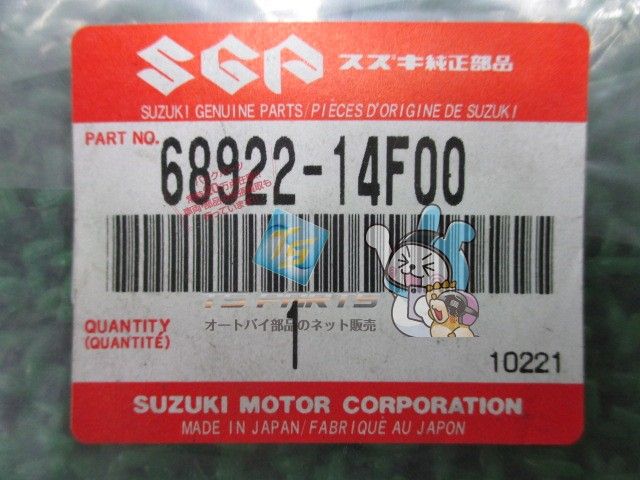 SGP スズキ純正部品
SUZUKI GENUINE PARTS/PIECES D'ORIGINE DE SUZUKI
PART NO. 68922-14F00
TS PARTS
オートバイ部品のネット販売
QUANTITY
(QUANTITÉ)
1
10221
SUZUKI MOTOR CORPORATION
MADE IN JAPAN/FABRIQUÉ AU JAPON